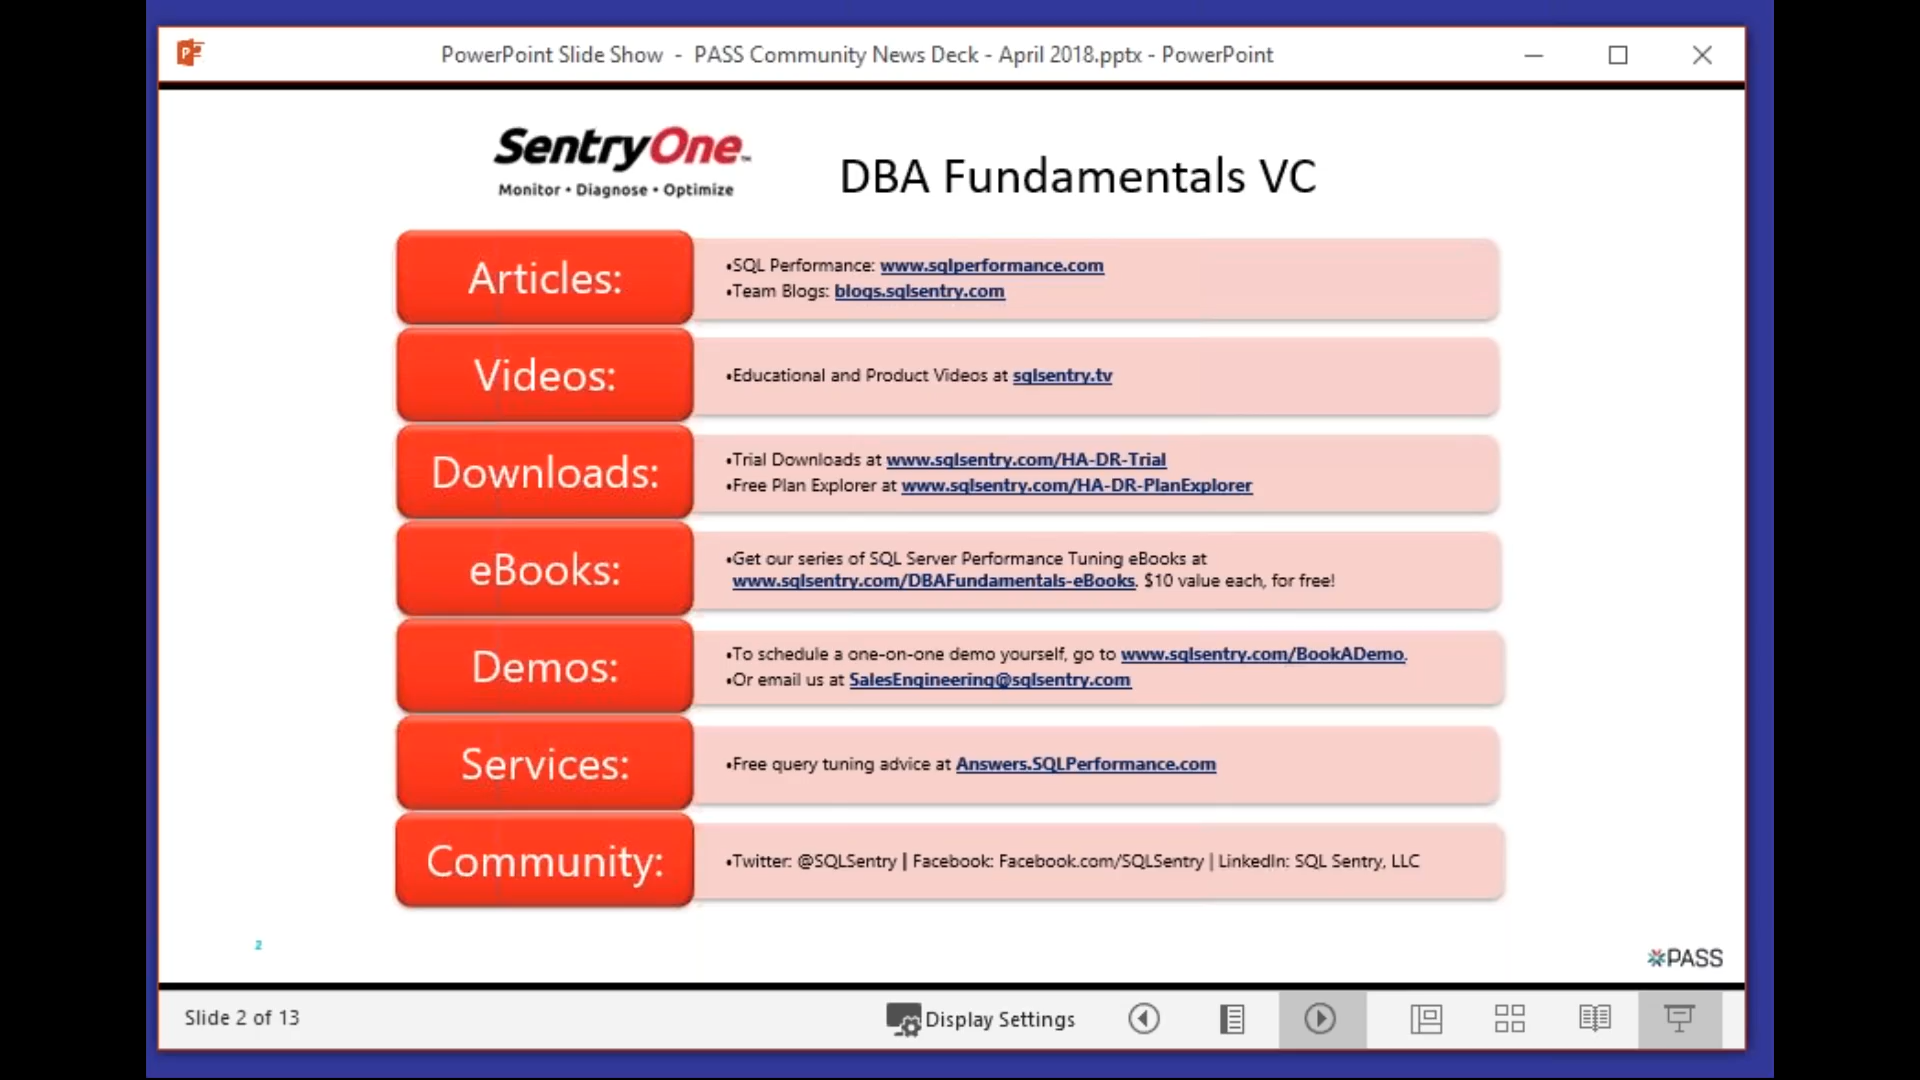 PowerPoint Slide Show - PASS Community News Deck - April 2018.pptx - PowerPoint
SentryOne™
Monitor • Diagnose • Optimize
DBA Fundamentals VC
Articles:
•SQL Performance: www.sqlperformance.com
•Team Blogs: blogs.sqlsentry.com
Videos:
•Educational and Product Videos at sqlsentry.tv
Downloads:
•Trial Downloads at www.sqlsentry.com/HA-DR-Trial
•Free Plan Explorer at www.sqlsentry.com/HA-DR-PlanExplorer
eBooks:
•Get our series of SQL Server Performance Tuning eBooks at
www.sqlsentry.com/DBAFundamentals-eBooks. $10 value each, for free!
Demos:
•To schedule a one-on-one demo yourself, go to www.sqlsentry.com/BookADemo.
•Or email us at SalesEngineering@sqlsentry.com
Services:
•Free query tuning advice at Answers.SQLPerformance.com
Community:
•Twitter: @SQLSentry | Facebook: Facebook.com/SQLSentry | LinkedIn: SQL Sentry, LLC
2
PASS
Slide 2 of 13
Display Settings